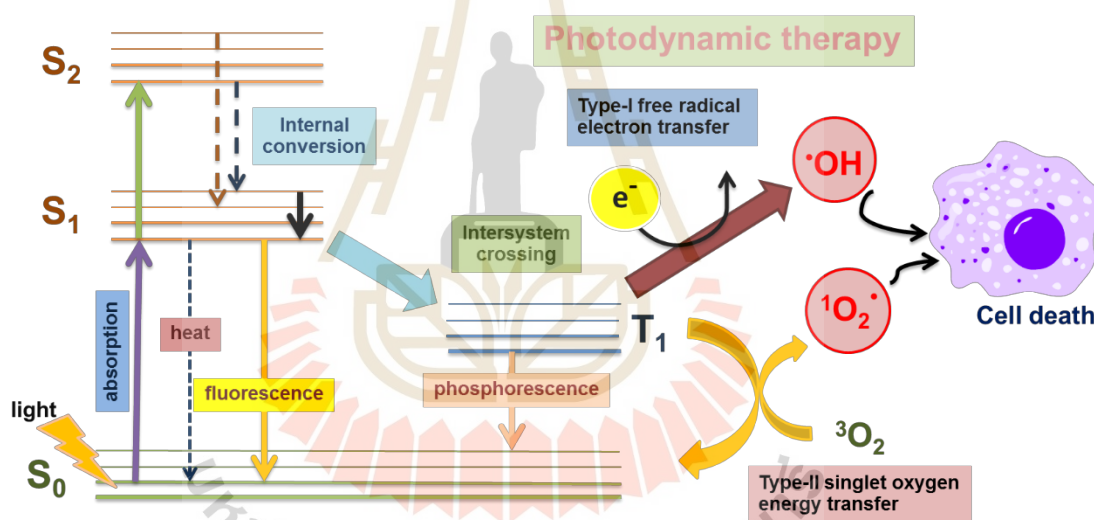 Photodynamic therapy
S₂
Internal
conversion
Type-I free radical
electron transfer
e⁻
•OH
S₁
Intersystem
crossing
absorption
heat
fluorescence
T₁
phosphorescence
¹O₂•
Cell death
light
³O₂
S₀
Type-II singlet oxygen
energy transfer